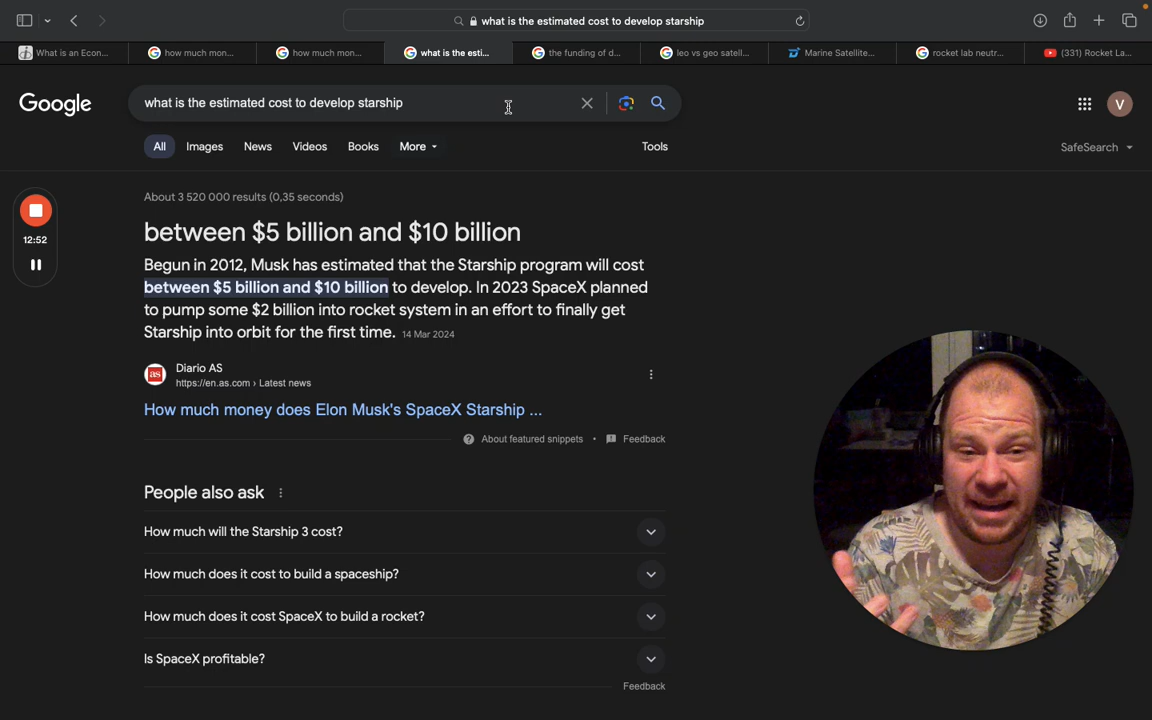 what is the estimated cost to develop starship
What is an Econ...
how much mon...
how much mon...
what is the esti...
the funding of d...
leo vs geo satell...
Marine Satellite...
rocket lab neutr...
(331) Rocket La...
Google
what is the estimated cost to develop starship
V
All
Images
News
Videos
Books
More
Tools
SafeSearch
About 3 520 000 results (0,35 seconds)
12:52
between $5 billion and $10 billion
Begun in 2012, Musk has estimated that the Starship program will cost
between $5 billion and $10 billion to develop. In 2023 SpaceX planned
to pump some $2 billion into rocket system in an effort to finally get
Starship into orbit for the first time. 14 Mar 2024
as
Diario AS
https://en.as.com › Latest news
How much money does Elon Musk's SpaceX Starship ...
About featured snippets • Feedback
People also ask
How much will the Starship 3 cost?
How much does it cost to build a spaceship?
How much does it cost SpaceX to build a rocket?
Is SpaceX profitable?
Feedback